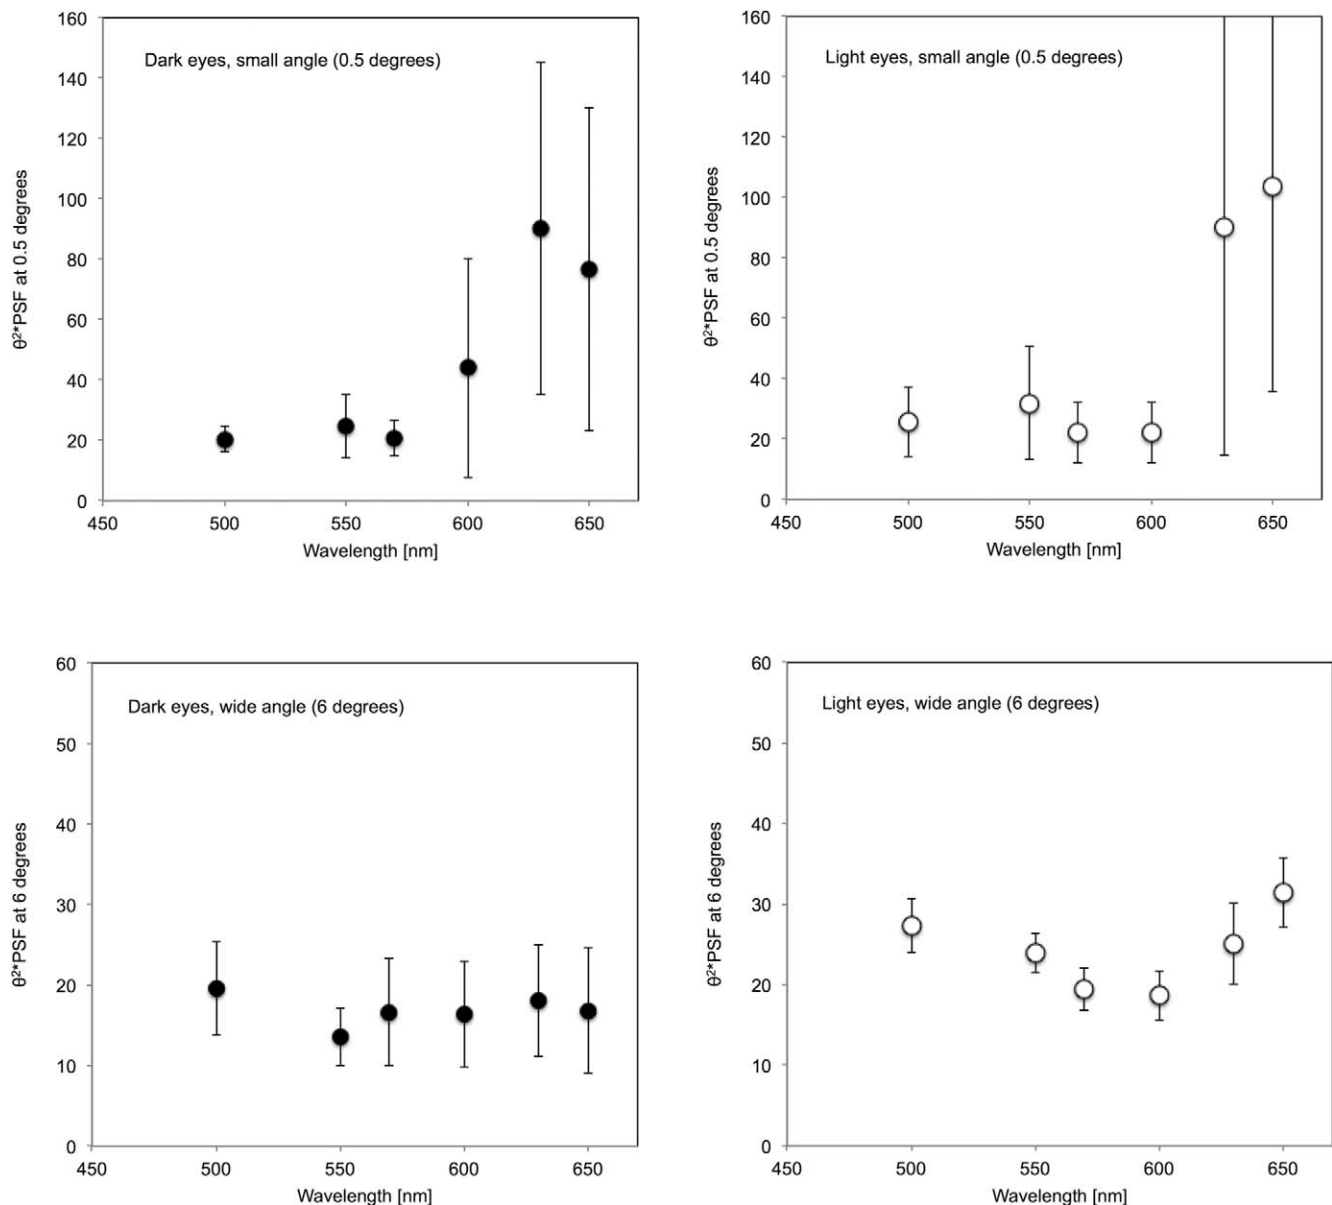 Dark eyes, small angle (0.5 degrees)
θ²*PSF at 0.5 degrees
160
140
120
100
80
60
40
20
0
450 500 550 600 650
Wavelength [nm]
Light eyes, small angle (0.5 degrees)
θ²*PSF at 0.5 degrees
160
140
120
100
80
60
40
20
0
450 500 550 600 650
Wavelength [nm]
Dark eyes, wide angle (6 degrees)
θ²*PSF at 6 degrees
60
50
40
30
20
10
0
450 500 550 600 650
Wavelength [nm]
Light eyes, wide angle (6 degrees)
θ²*PSF at 6 degrees
60
50
40
30
20
10
0
450 500 550 600 650
Wavelength [nm]